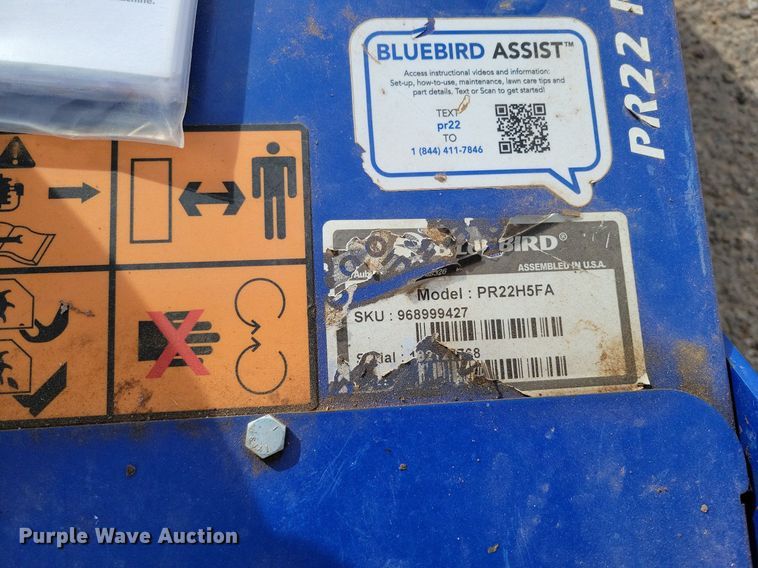 BLUEBIRD ASSIST™
Access instructional videos and information;
Set-up, how-to-use, maintenance, lawn care tips and
part details. Text or Scan to get started!
TEXT
pr22
TO
1 (844) 411-7846
PR22
BIRD®
ASSEMBLED IN U.S.A.
Model : PR22H5FA
SKU : 968999427
Serial :
Purple Wave Auction